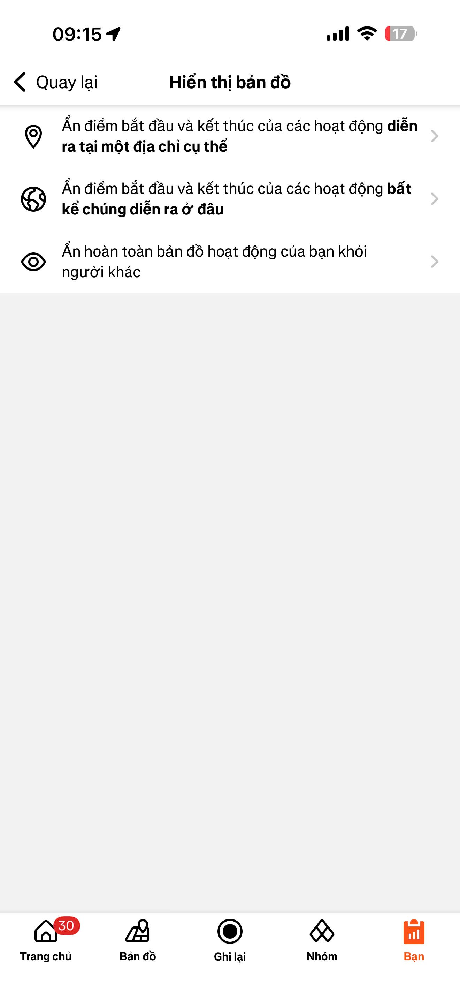 09:15
17
Quay lại
Hiển thị bản đồ
Ẩn điểm bắt đầu và kết thúc của các hoạt động diễn
ra tại một địa chỉ cụ thể
Ẩn điểm bắt đầu và kết thúc của các hoạt động bất
kể chúng diễn ra ở đâu
Ẩn hoàn toàn bản đồ hoạt động của bạn khỏi
người khác
30
Trang chủ
Bản đồ
Ghi lại
Nhóm
Bạn